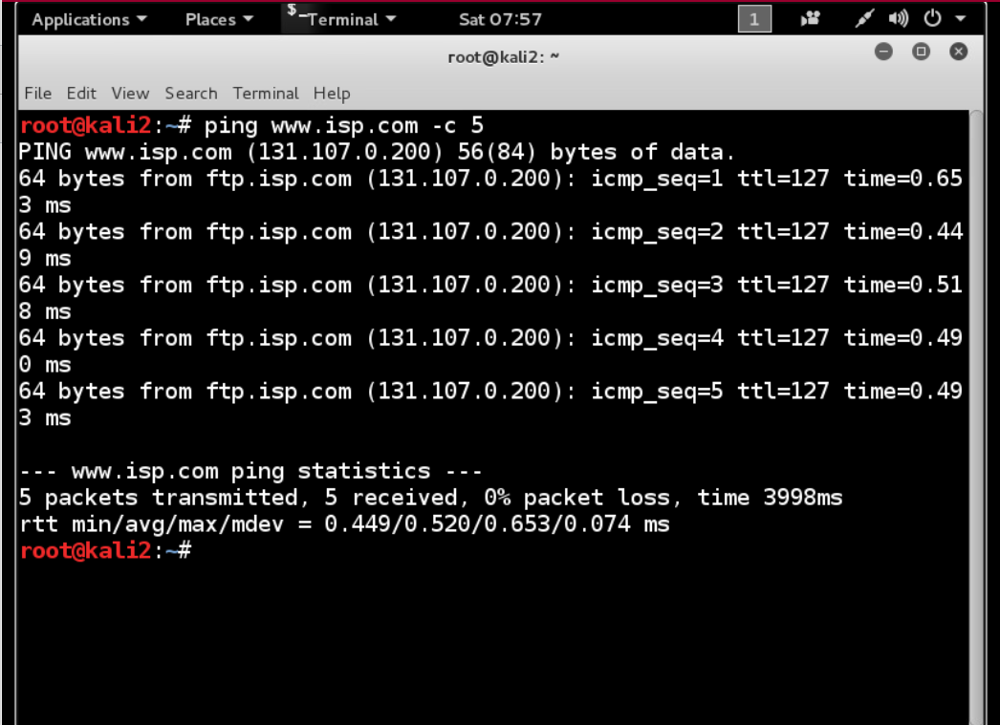 Applications Places $_Terminal Sat 07:57 1
root@kali2: ~
File Edit View Search Terminal Help
root@kali2:~# ping www.isp.com -c 5
PING www.isp.com (131.107.0.200) 56(84) bytes of data.
64 bytes from ftp.isp.com (131.107.0.200): icmp_seq=1 ttl=127 time=0.65
3 ms
64 bytes from ftp.isp.com (131.107.0.200): icmp_seq=2 ttl=127 time=0.44
9 ms
64 bytes from ftp.isp.com (131.107.0.200): icmp_seq=3 ttl=127 time=0.51
8 ms
64 bytes from ftp.isp.com (131.107.0.200): icmp_seq=4 ttl=127 time=0.49
0 ms
64 bytes from ftp.isp.com (131.107.0.200): icmp_seq=5 ttl=127 time=0.49
3 ms
--- www.isp.com ping statistics ---
5 packets transmitted, 5 received, 0% packet loss, time 3998ms
rtt min/avg/max/mdev = 0.449/0.520/0.653/0.074 ms
root@kali2:~#